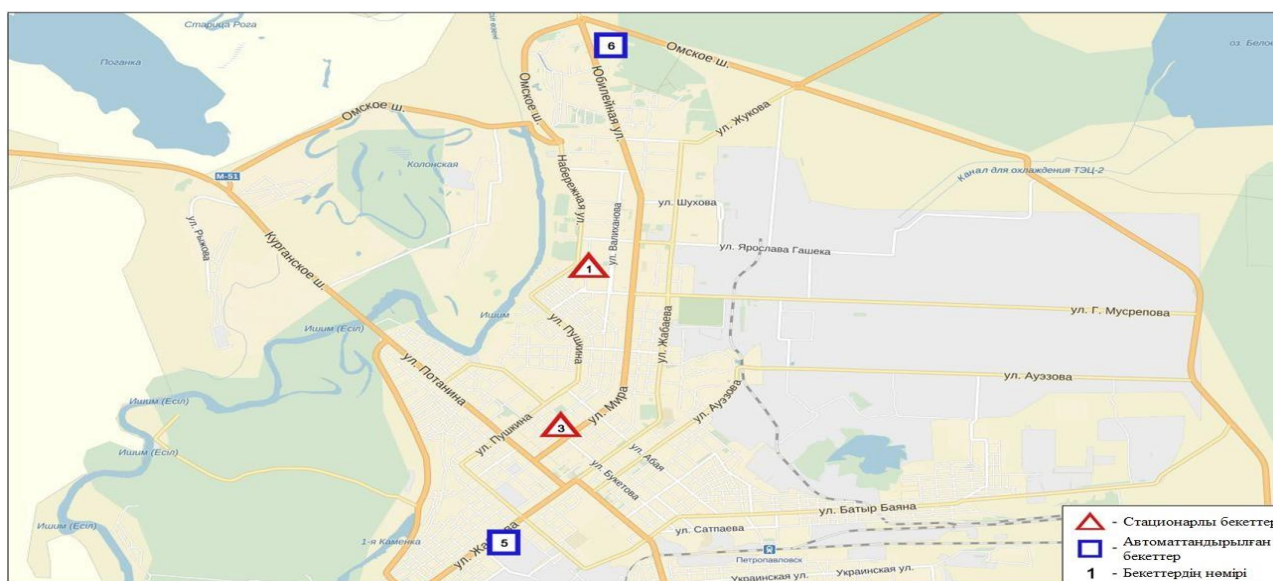 Старица Рога
Поганка
6
Омское ш.
оз. Бело
Омское ш.
Юбилейная ул.
ул. Жукова
Омское ш.
Колонская
Набережная ул.
Канал для охлаждения ТЭЦ-2
М-51
ул. Шухова
ул. Валиханова
ул. Рыжкова
ул. Ярослава Гашека
Курганское ш.
1
Ишим
ул. Г. Мусрепова
Ишим (Есіл)
ул. Пушкина
ул. Жабаева
ул. Потанина
ул. Ауэзова
Ишим (Есіл)
ул. Мира
ул. Ауэзова
3
ул. Пушкина
Ишим (Есіл)
ул. Абая
ул. Букетова
Ишим (Есіл)
ул. Батыр Баяна
ул. Сатпаева
1-я Каменка
5
Петропавловск
Украинская ул.
Украинская ул.
- Стационарлы бекеттер
- Автоматтандырылған
бекеттер
1 - Бекеттердің нөмірі